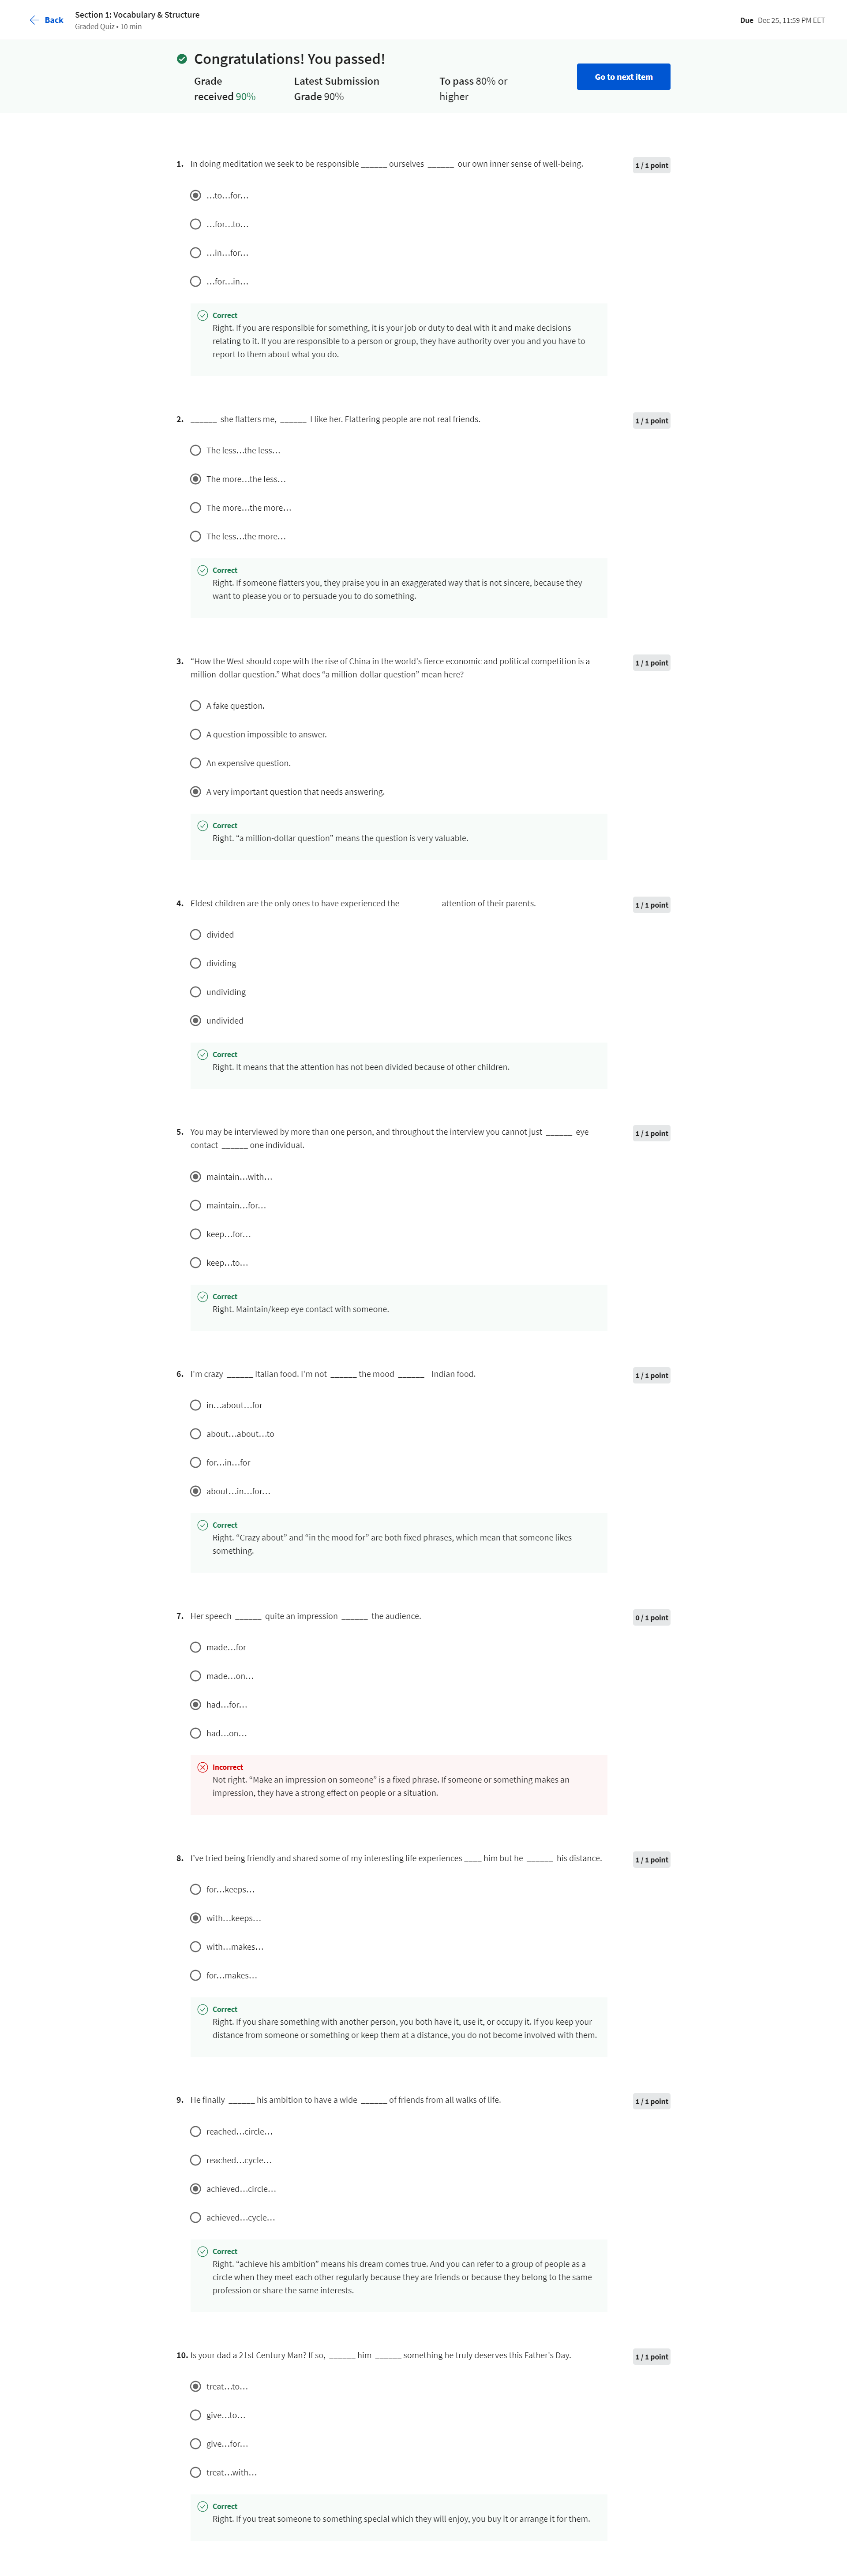 Back
Section 1: Vocabulary & Structure
Graded Quiz • 10 min
Due Dec 25, 11:59 PM EET
Congratulations! You passed!
Grade received 90%
Latest Submission Grade 90%
To pass 80% or higher
Go to next item
1. In doing meditation we seek to be responsible ______ ourselves ______ our own inner sense of well-being.
1 / 1 point
…to…for…
…for…to…
…in…for…
…for…in…
Correct
Right. If you are responsible for something, it is your job or duty to deal with it and make decisions
relating to it. If you are responsible to a person or group, they have authority over you and you have to
report to them about what you do.
2. ______ she flatters me, ______ I like her. Flattering people are not real friends.
1 / 1 point
The less…the less…
The more…the less…
The more…the more…
The less…the more…
Correct
Right. If someone flatters you, they praise you in an exaggerated way that is not sincere, because they
want to please you or to persuade you to do something.
3. "How the West should cope with the rise of China in the world's fierce economic and political competition is a
million-dollar question." What does "a million-dollar question" mean here?
1 / 1 point
A fake question.
A question impossible to answer.
An expensive question.
A very important question that needs answering.
Correct
Right. "a million-dollar question" means the question is very valuable.
4. Eldest children are the only ones to have experienced the ______ attention of their parents.
1 / 1 point
divided
dividing
undividing
undivided
Correct
Right. It means that the attention has not been divided because of other children.
5. You may be interviewed by more than one person, and throughout the interview you cannot just ______ eye
contact ______ one individual.
1 / 1 point
maintain…with…
maintain…for…
keep…for…
keep…to…
Correct
Right. Maintain/keep eye contact with someone.
6. I'm crazy ______ Italian food. I'm not ______ the mood ______ Indian food.
1 / 1 point
in…about…for
about…about…to
for…in…for
about…in…for…
Correct
Right. "Crazy about" and "in the mood for" are both fixed phrases, which mean that someone likes
something.
7. Her speech ______ quite an impression ______ the audience.
0 / 1 point
made…for
made…on…
had…for…
had…on…
Incorrect
Not right. "Make an impression on someone" is a fixed phrase. If someone or something makes an
impression, they have a strong effect on people or a situation.
8. I've tried being friendly and shared some of my interesting life experiences ____ him but he ______ his distance.
1 / 1 point
for…keeps…
with…keeps…
with…makes…
for…makes…
Correct
Right. If you share something with another person, you both have it, use it, or occupy it. If you keep your
distance from someone or something or keep them at a distance, you do not become involved with them.
9. He finally ______ his ambition to have a wide ______ of friends from all walks of life.
1 / 1 point
reached…circle…
reached…cycle…
achieved…circle…
achieved…cycle…
Correct
Right. "achieve his ambition" means his dream comes true. And you can refer to a group of people as a
circle when they meet each other regularly because they are friends or because they belong to the same
profession or share the same interests.
10. Is your dad a 21st Century Man? If so, ______ him ______ something he truly deserves this Father's Day.
1 / 1 point
treat…to…
give…to…
give…for…
treat…with…
Correct
Right. If you treat someone to something special which they will enjoy, you buy it or arrange it for them.